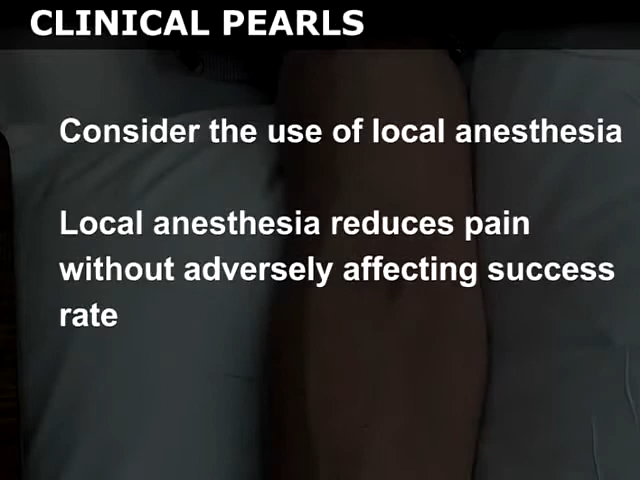 CLINICAL PEARLS
Consider the use of local anesthesia
Local anesthesia reduces pain
without adversely affecting success
rate